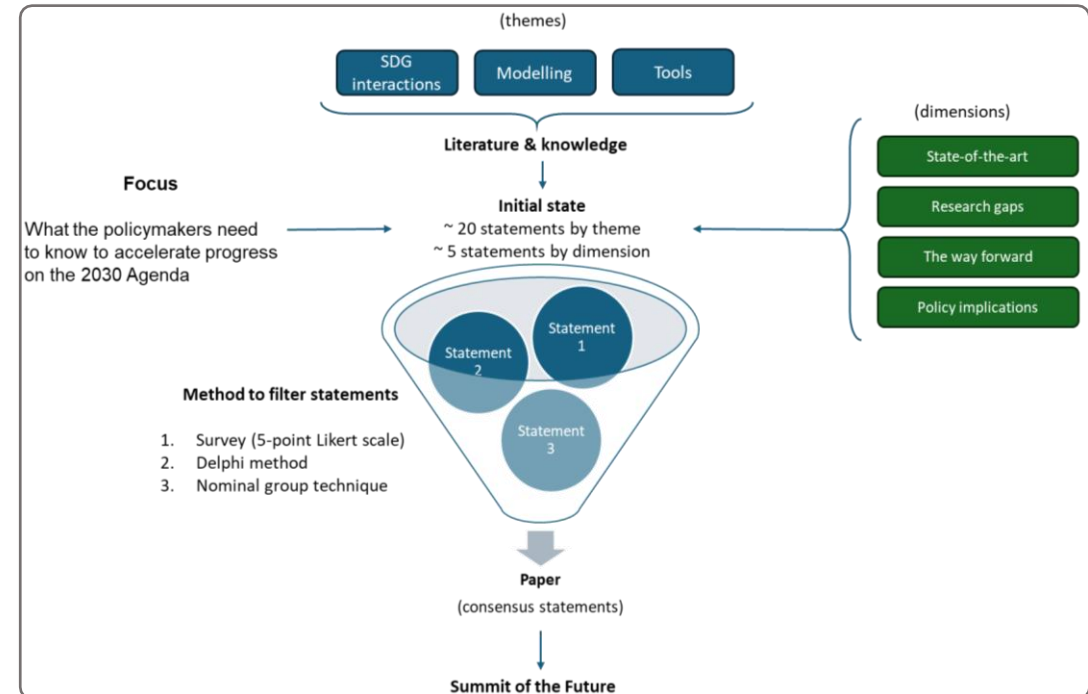 (themes)
SDG
interactions
Modelling
Tools
Literature & knowledge
(dimensions)
State-of-the-art
Research gaps
The way forward
Policy implications
Focus
What the policymakers need
to know to accelerate progress
on the 2030 Agenda
Initial state
~ 20 statements by theme
~ 5 statements by dimension
Statement
1
Statement
2
Statement
3
Method to filter statements
1. Survey (5-point Likert scale)
2. Delphi method
3. Nominal group technique
Paper
(consensus statements)
Summit of the Future